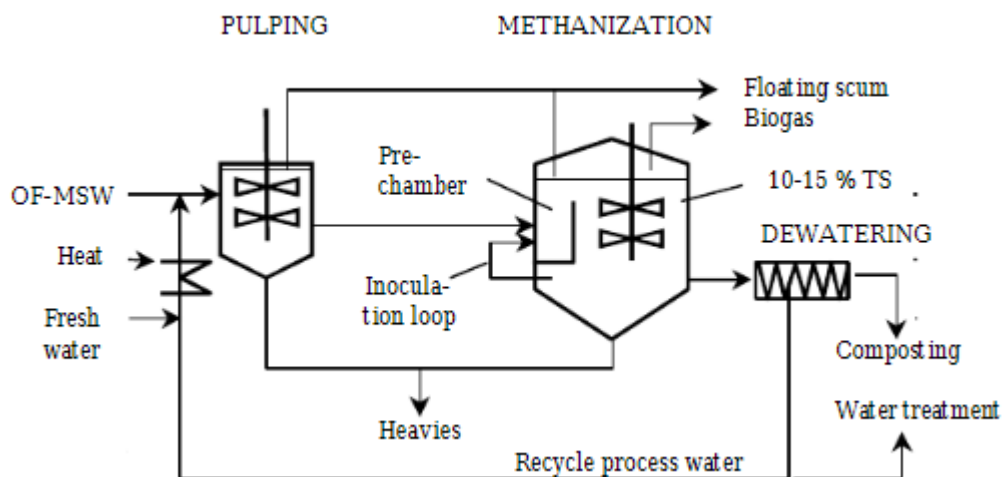 PULPING
METHANIZATION
Floating scum
Biogas
Pre-
chamber
10-15 % TS
OF-MSW
DEWATERING
Heat
Inocula-
tion loop
Fresh
water
Composting
Heavies
Water treatment
Recycle process water